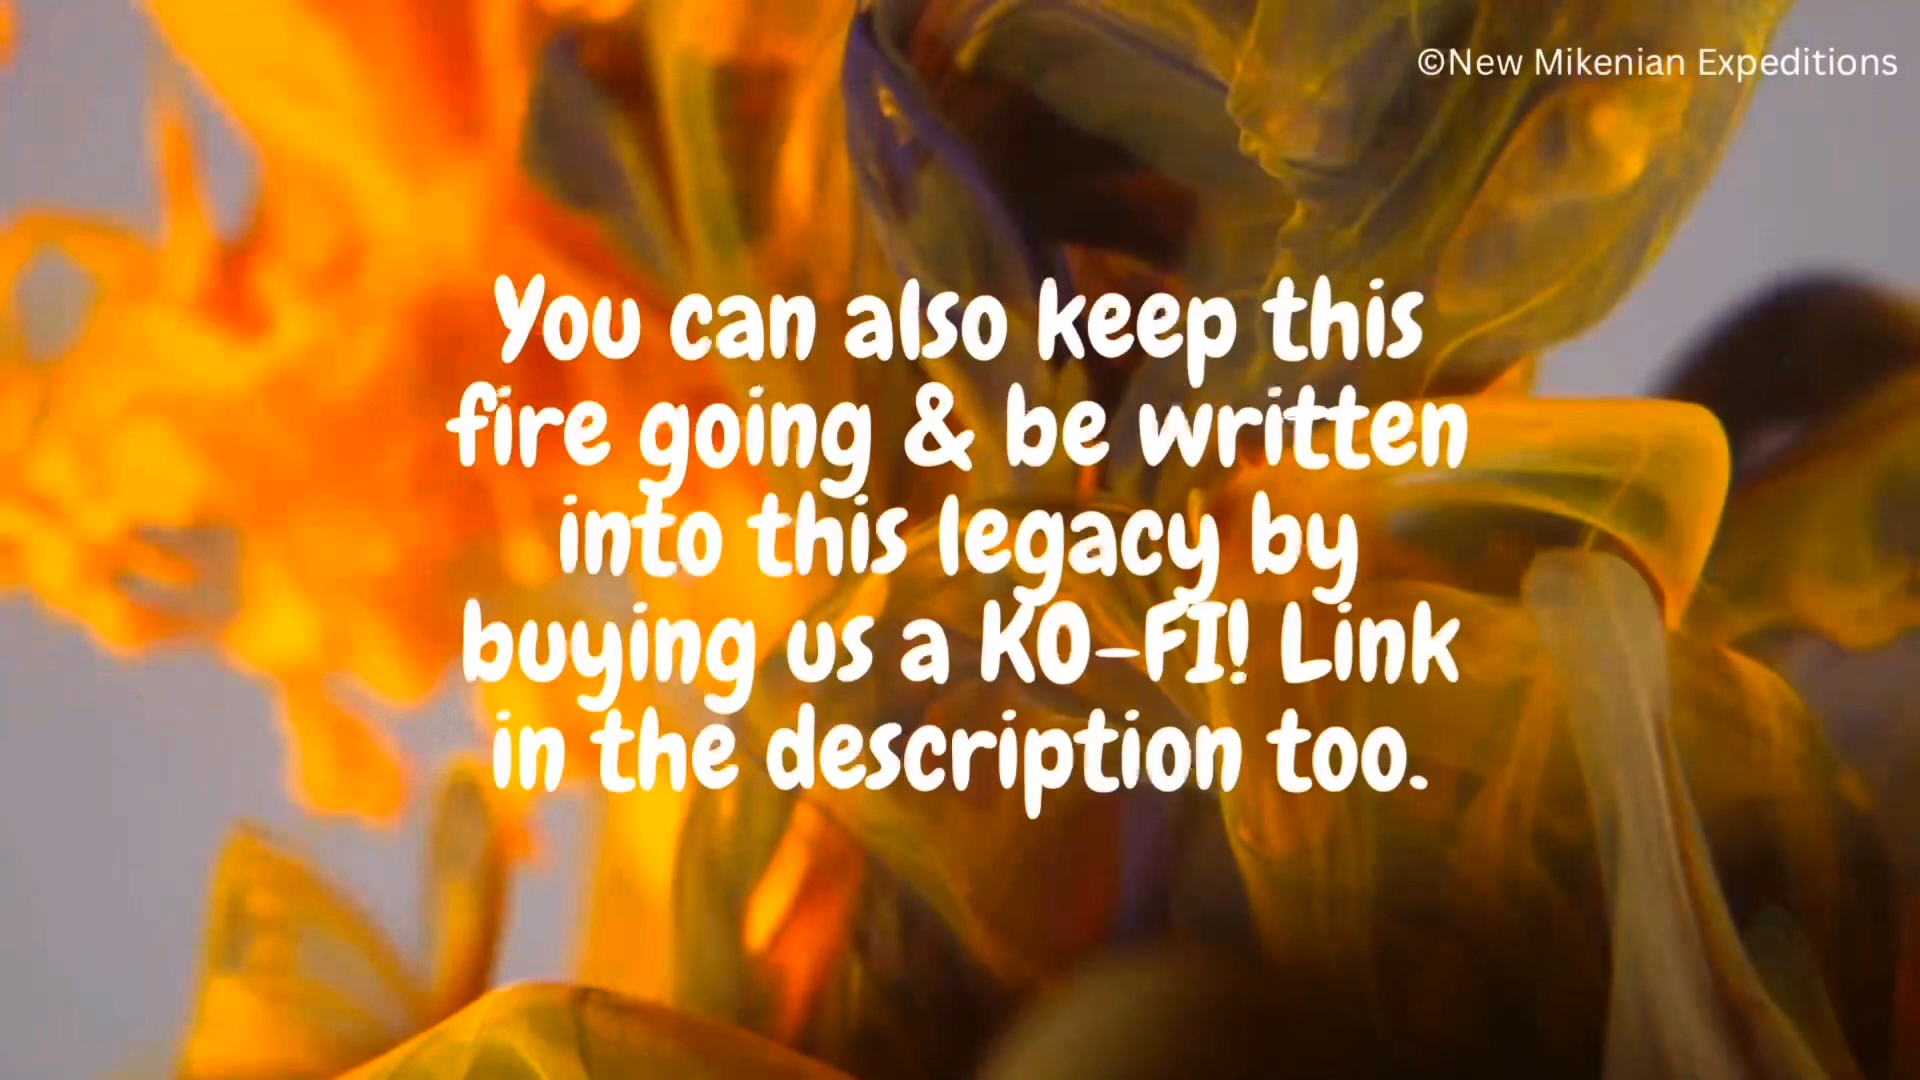 ©New Mikenian Expeditions
You can also keep this
fire going & be written
into this legacy by
buying us a KO-FI! Link
in the description too.